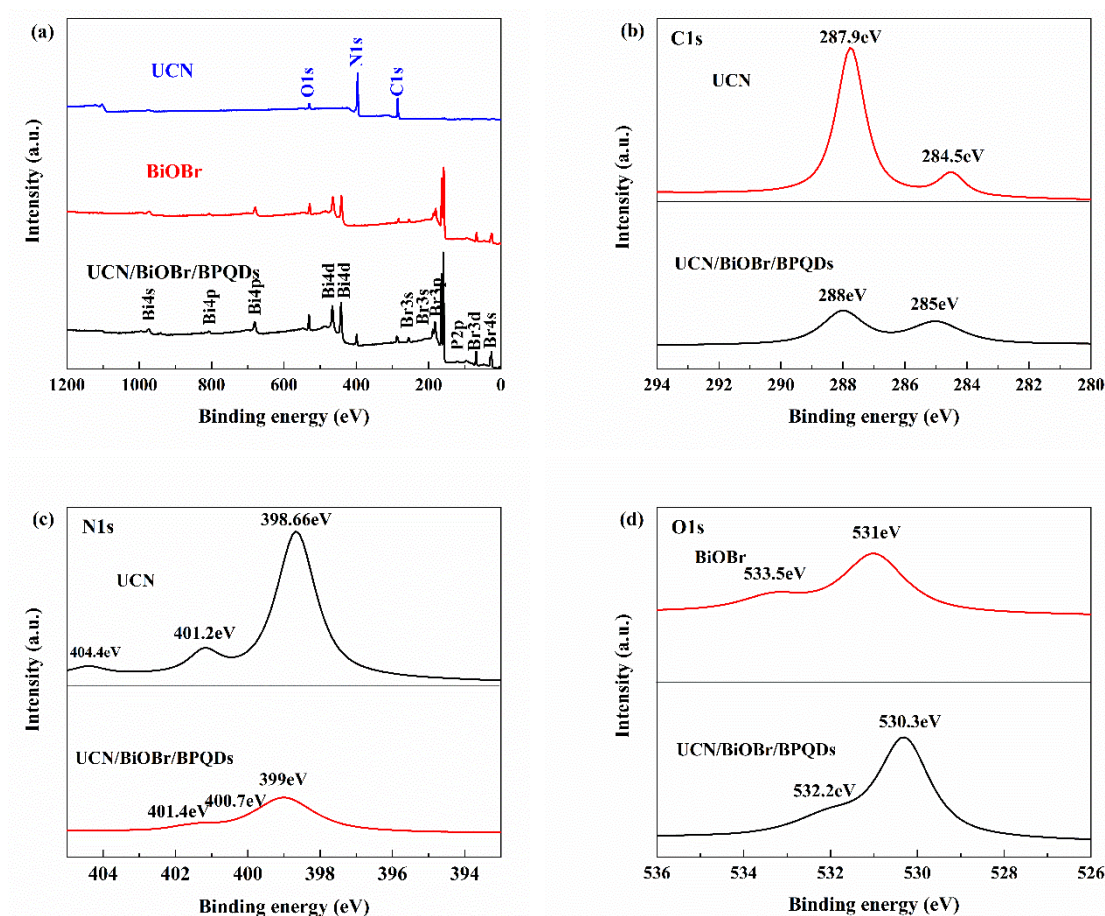 (a)
UCN
O1s
N1s
C1s
BiOBr
UCN/BiOBr/BPQDs
Bi4s
Bi4p
Bi4p
Bi4d
Bi4d
Br3s
Br3s
Br3p
P2p
Br3d
Br4s
Intensity (a.u.)
1200 1000 800 600 400 200 0
Binding energy (eV)
(b)
C1s
287.9eV
UCN
284.5eV
UCN/BiOBr/BPQDs
288eV
285eV
Intensity (a.u.)
294 292 290 288 286 284 282 280
Binding energy (eV)
(c)
N1s
398.66eV
UCN
401.2eV
404.4eV
UCN/BiOBr/BPQDs
399eV
400.7eV
401.4eV
Intensity (a.u.)
404 402 400 398 396 394
Binding energy (eV)
(d)
O1s
BiOBr
531eV
533.5eV
530.3eV
UCN/BiOBr/BPQDs
532.2eV
Intensity (a.u.)
536 534 532 530 528 526
Binding energy (eV)